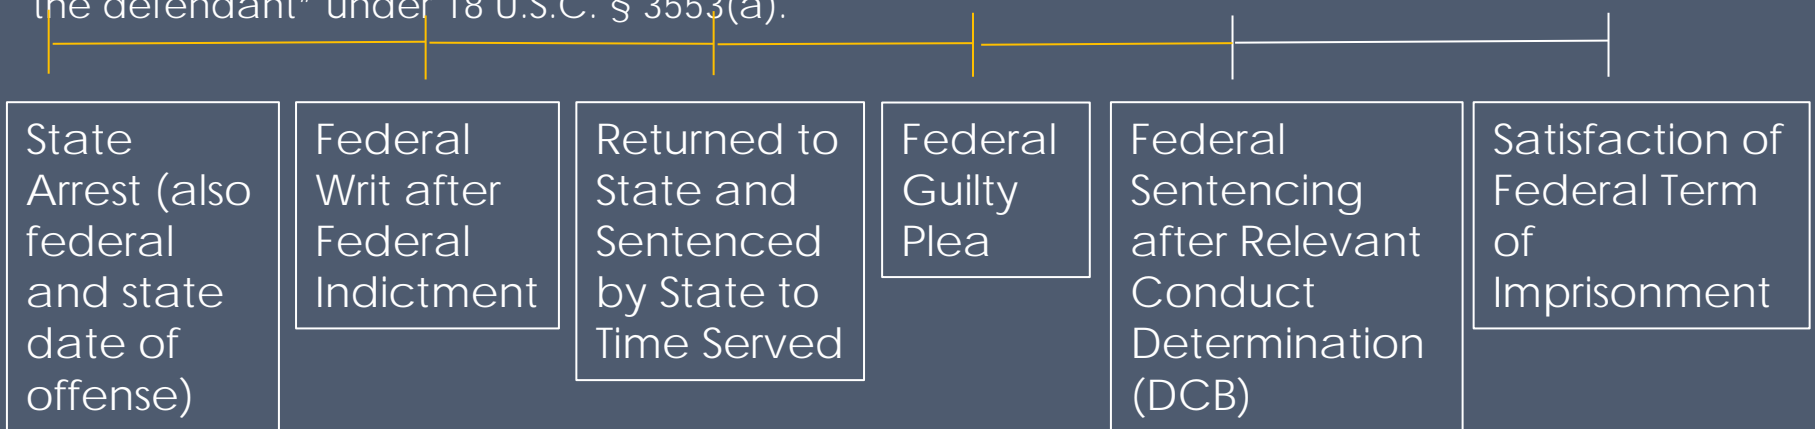 the defendant" under 18 U.S.C. § 3553(a).
State
Arrest (also
federal
and state
date of
offense)
Federal
Writ after
Federal
Indictment
Returned to
State and
Sentenced
by State to
Time Served
Federal
Guilty
Plea
Federal
Sentencing
after Relevant
Conduct
Determination
(DCB)
Satisfaction of
Federal Term
of
Imprisonment